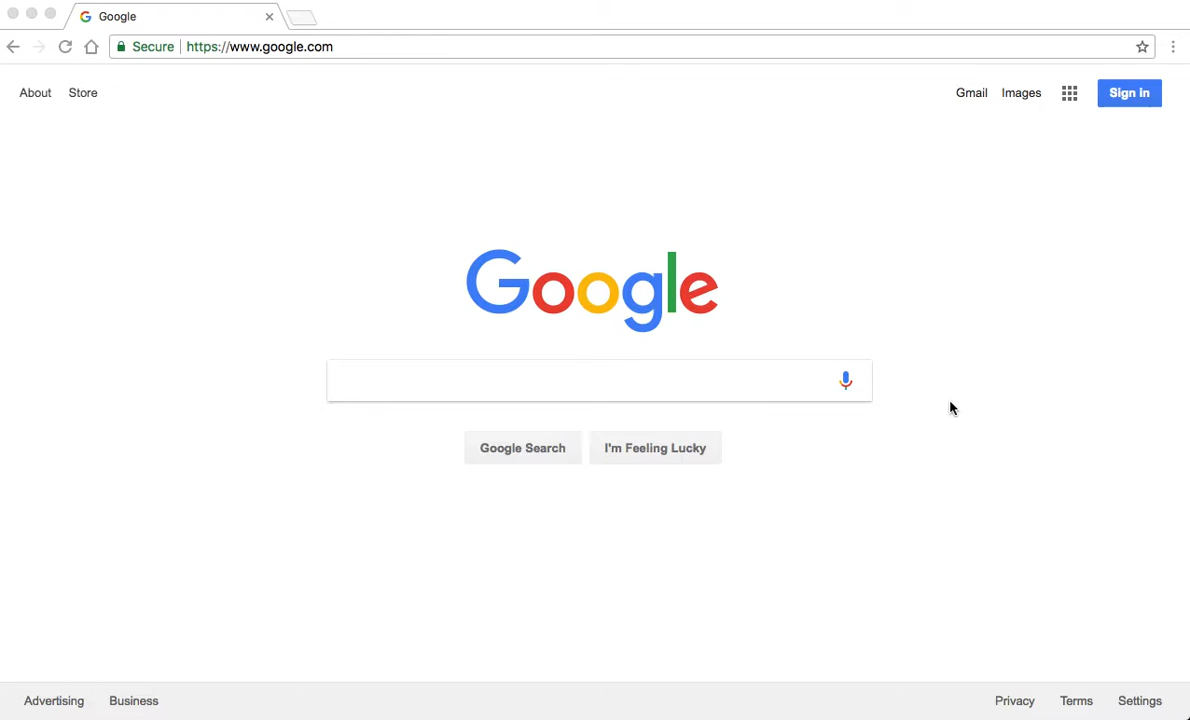 Google
Secure https://www.google.com
About Store
Gmail Images Sign in
Google
Google Search I'm Feeling Lucky
Advertising Business
Privacy Terms Settings